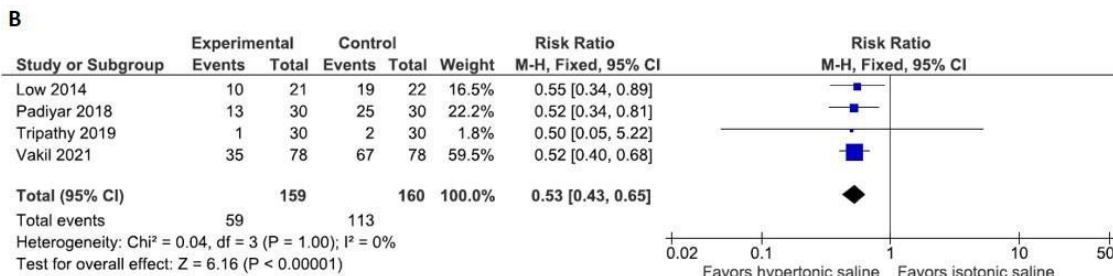 B
Experimental Control Risk Ratio Risk Ratio
Study or Subgroup Events Total Events Total Weight M-H, Fixed, 95% CI M-H, Fixed, 95% CI
Low 2014 10 21 19 22 16.5% 0.55 [0.34, 0.89]
Padiyar 2018 13 30 25 30 22.2% 0.52 [0.34, 0.81]
Tripathy 2019 1 30 2 30 1.8% 0.50 [0.05, 5.22]
Vakil 2021 35 78 67 78 59.5% 0.52 [0.40, 0.68]
Total (95% CI) 159 160 100.0% 0.53 [0.43, 0.65]
Total events 59 113
Heterogeneity: Chi² = 0.04, df = 3 (P = 1.00); I² = 0%
Test for overall effect: Z = 6.16 (P < 0.00001)
0.02 0.1 1 10 50
Favors hypertonic saline Favors isotonic saline